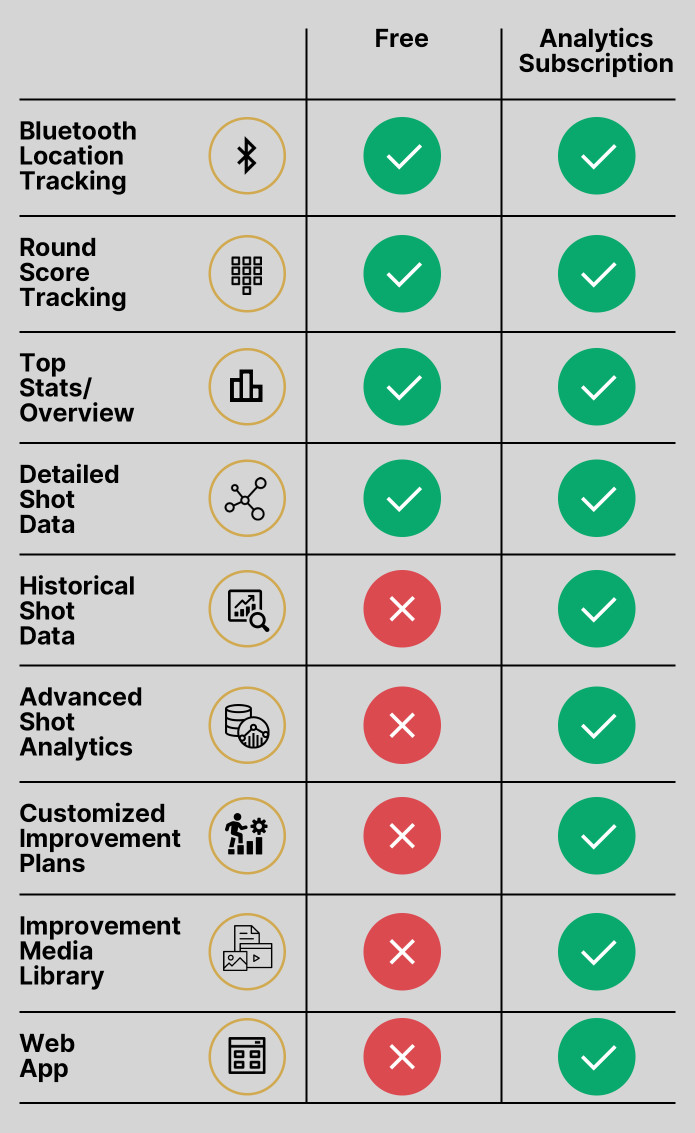 Free
Analytics
Subscription
Bluetooth
Location
Tracking
Round
Score
Tracking
Top
Stats/
Overview
Detailed
Shot
Data
Historical
Shot
Data
Advanced
Shot
Analytics
Customized
Improvement
Plans
Improvement
Media
Library
Web
App